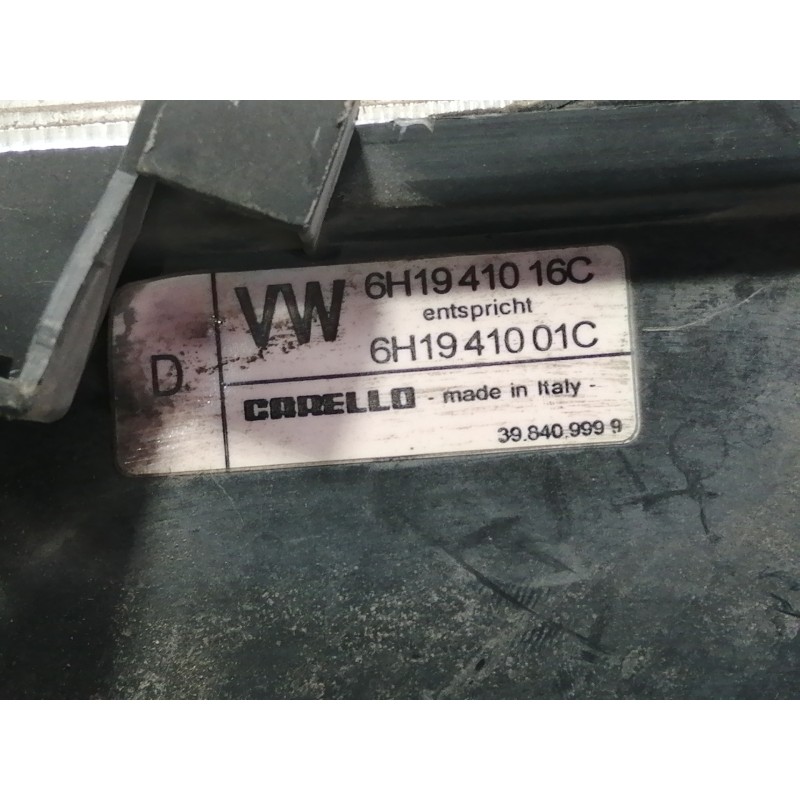 D
VW
6H19 410 16C
entspricht
6H19 410 01C
CARELLO - made in Italy -
39.840.999 9